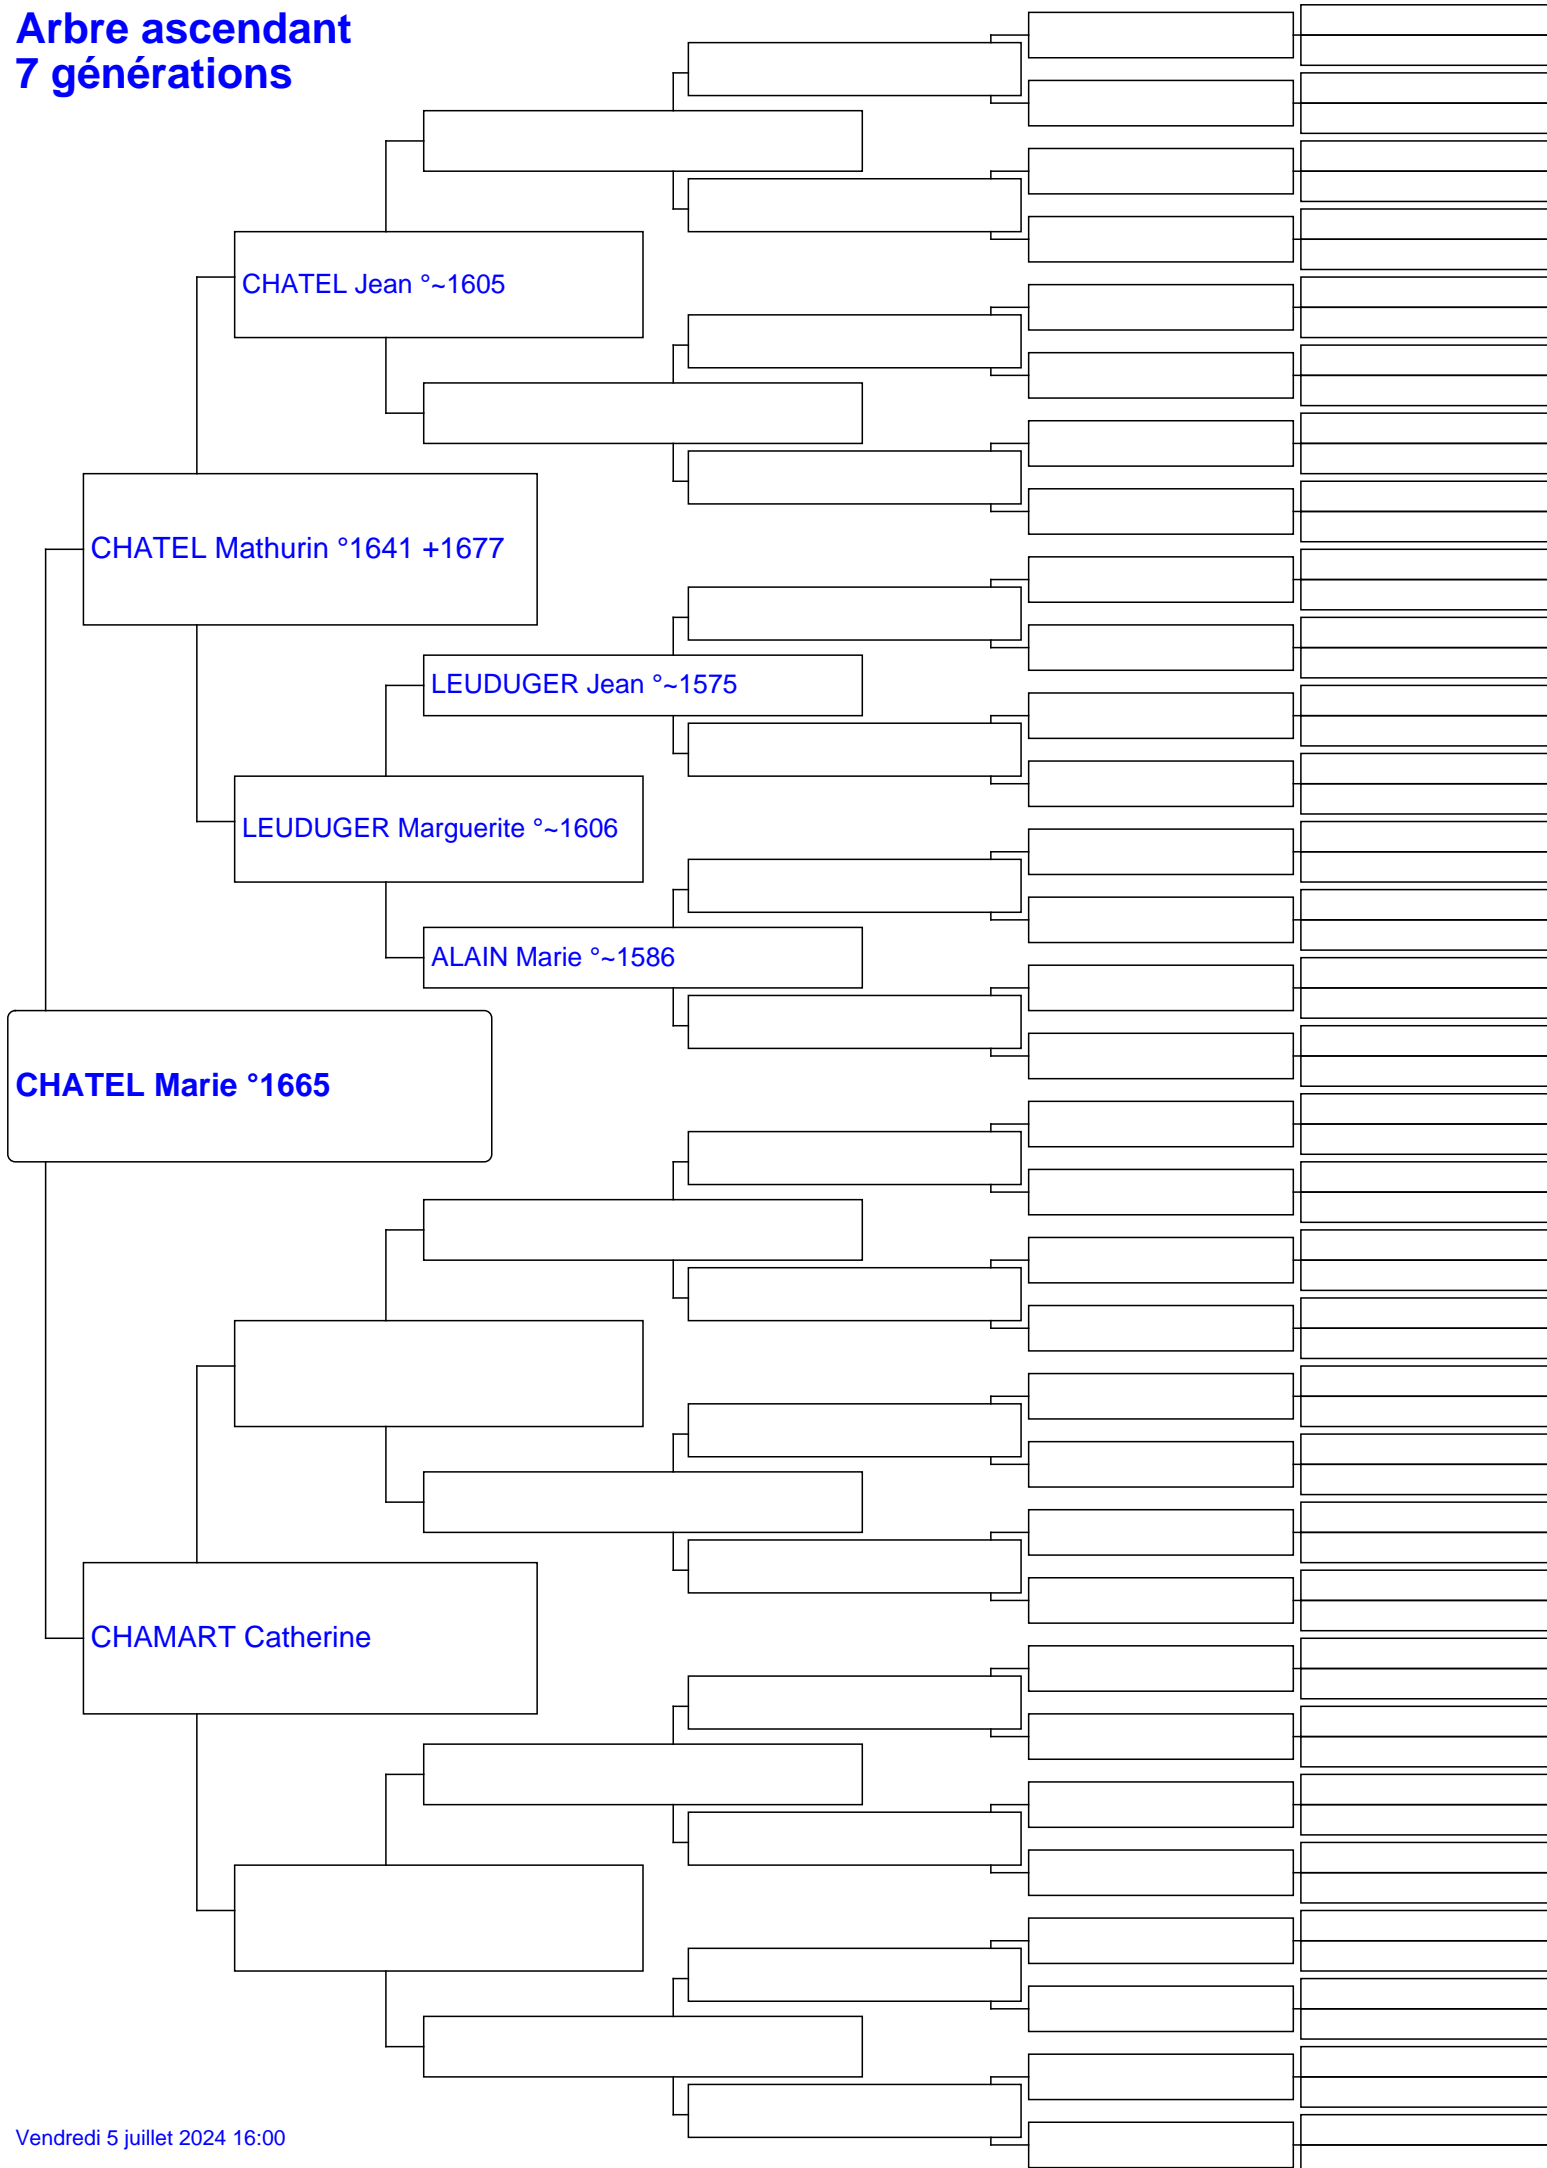 Arbre ascendant
7 générations
CHATEL Jean °~1605
CHATEL Mathurin °1641 +1677
LEUDUGER Jean °~1575
LEUDUGER Marguerite °~1606
ALAIN Marie °~1586
CHATEL Marie °1665
CHAMART Catherine
Vendredi 5 juillet 2024 16:00